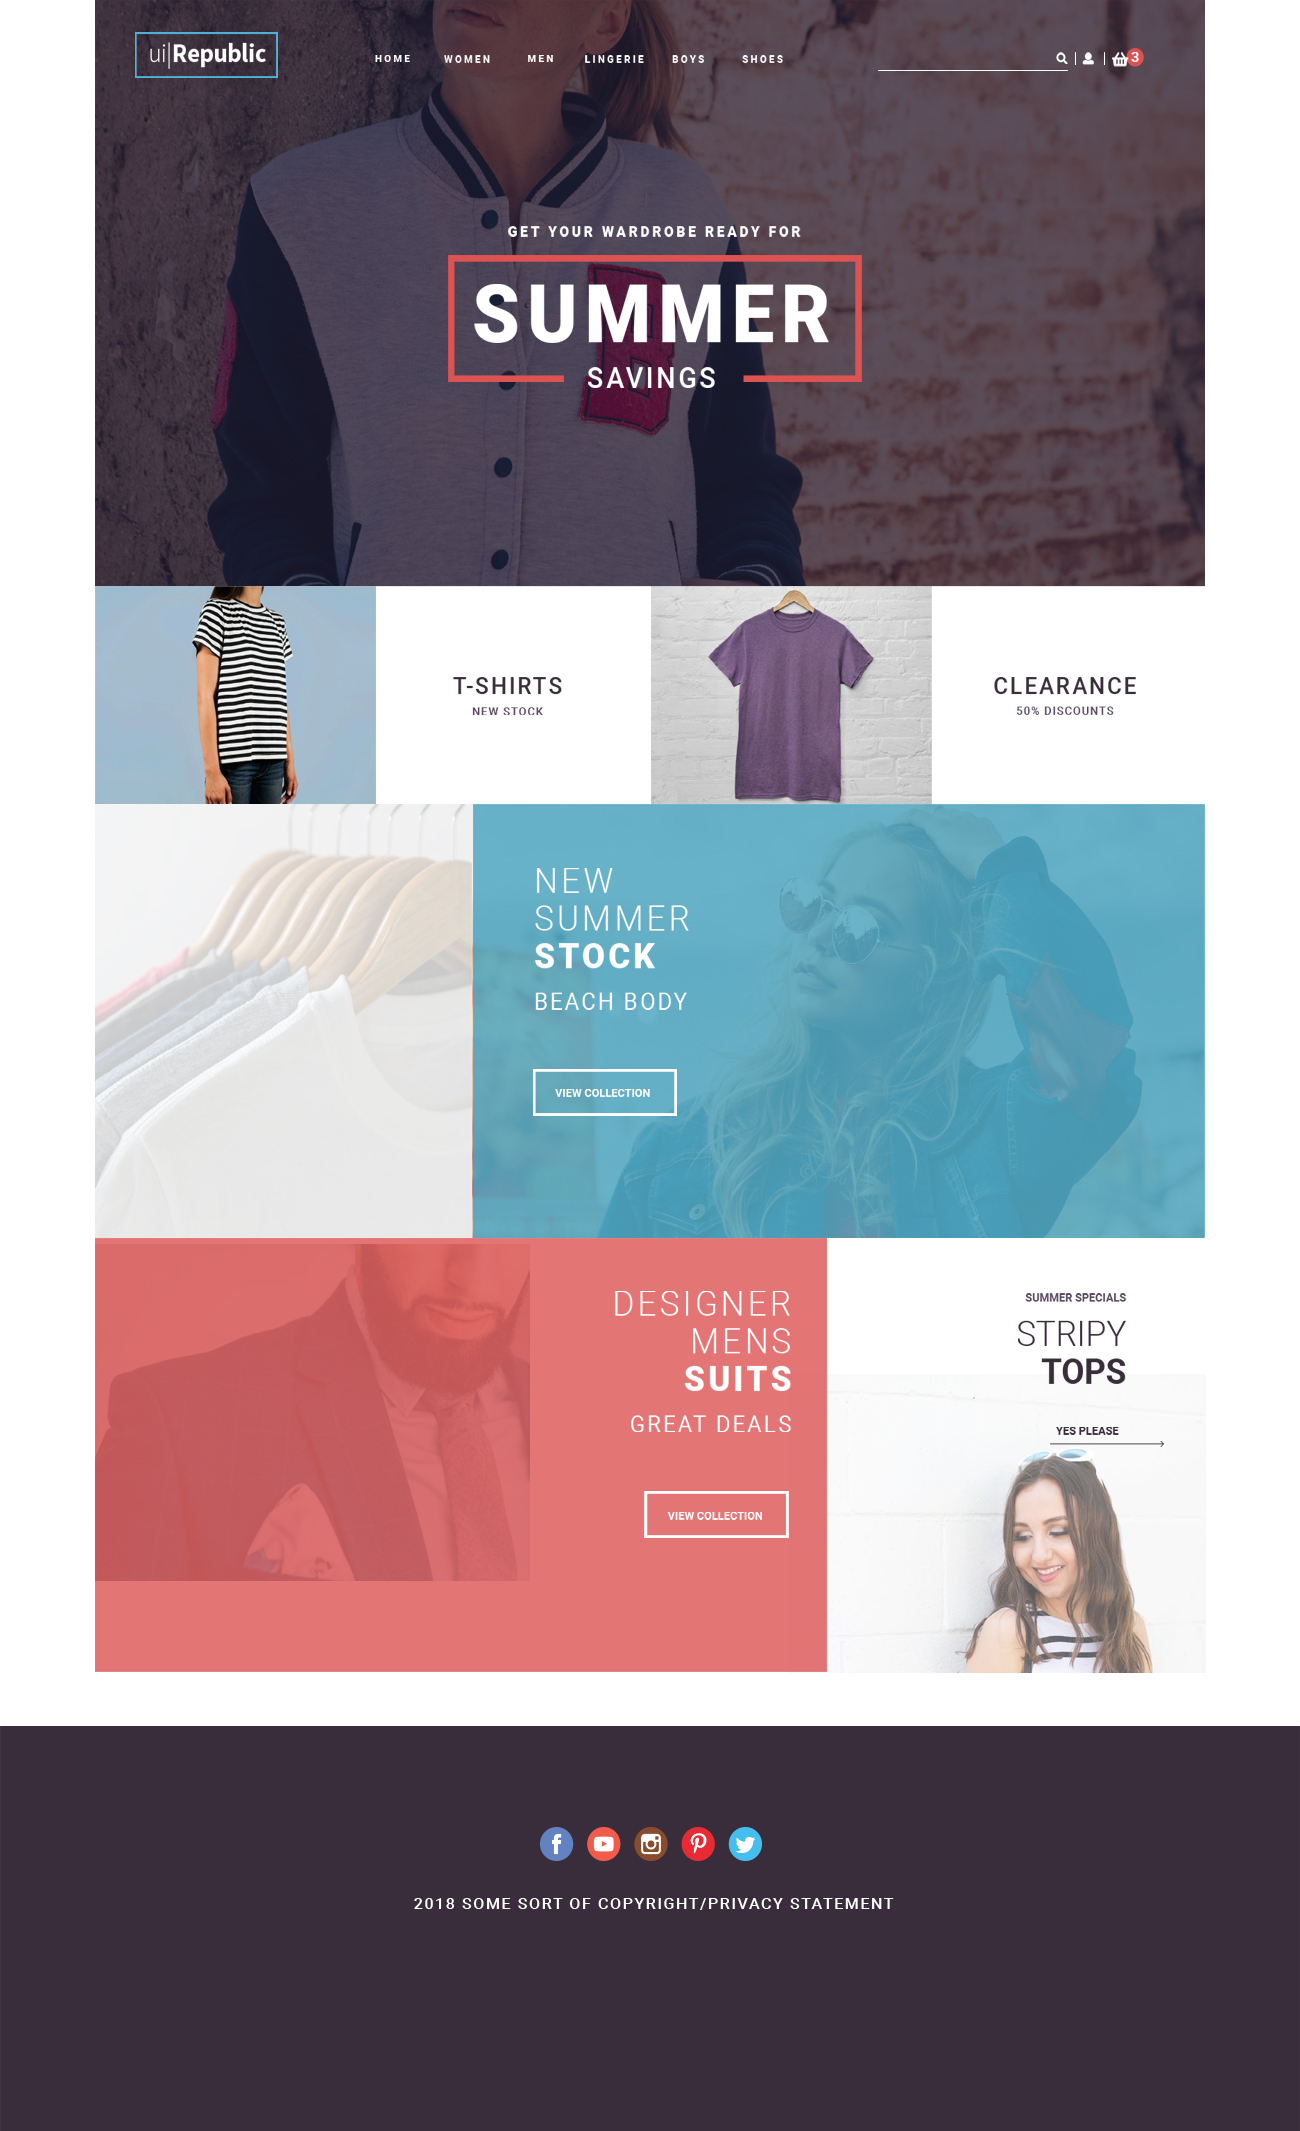 ui|Republic
HOME WOMEN MEN LINGERIE BOYS SHOES
3
GET YOUR WARDROBE READY FOR
SUMMER
SAVINGS
T-SHIRTS
NEW STOCK
CLEARANCE
50% DISCOUNTS
NEW
SUMMER
STOCK
BEACH BODY
VIEW COLLECTION
DESIGNER
MENS
SUITS
GREAT DEALS
VIEW COLLECTION
SUMMER SPECIALS
STRIPY
TOPS
YES PLEASE
2018 SOME SORT OF COPYRIGHT/PRIVACY STATEMENT